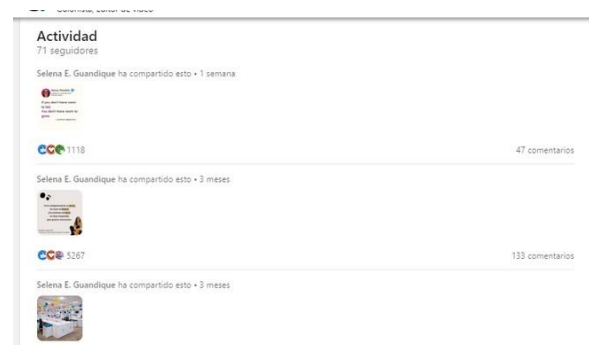 Actividad
71 seguidores
Selena E. Guandique ha compartido esto • 1 semana
1118
47 comentarios
Selena E. Guandique ha compartido esto • 3 meses
5267
133 comentarios
Selena E. Guandique ha compartido esto • 3 meses